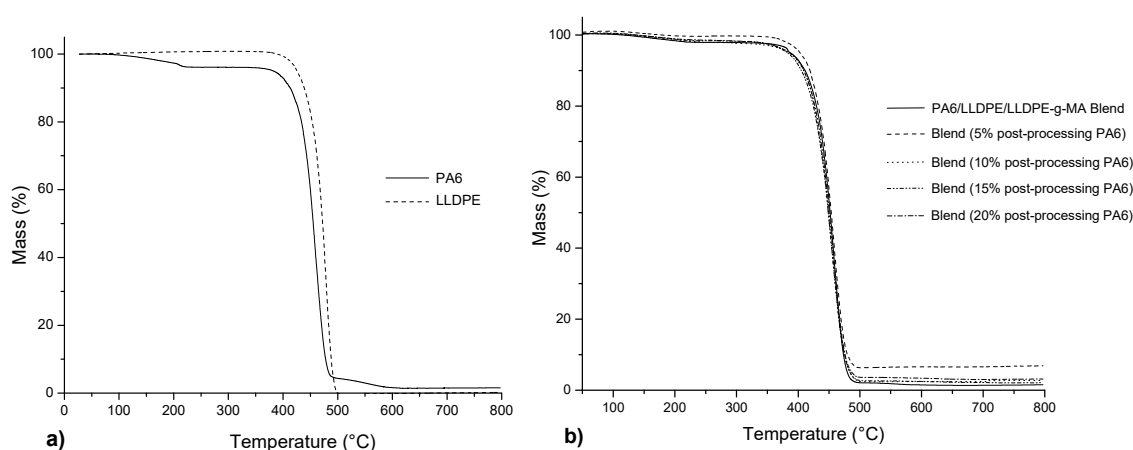 100
80
60
40
20
0
Mass (%)
PA6
LLDPE
0 100 200 300 400 500 600 700 800
a)
Temperature (°C)
100
80
60
40
20
0
Mass (%)
PA6/LLDPE/LLDPE-g-MA Blend
Blend (5% post-processing PA6)
Blend (10% post-processing PA6)
Blend (15% post-processing PA6)
Blend (20% post-processing PA6)
100 200 300 400 500 600 700 800
b)
Temperature (°C)